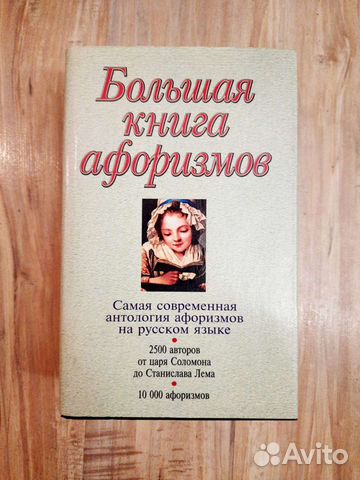 Большая
книга
афоризмов
Самая современная
антология афоризмов
на русском языке
2500 авторов
от царя Соломона
до Станислава Лема
10 000 афоризмов
Avito